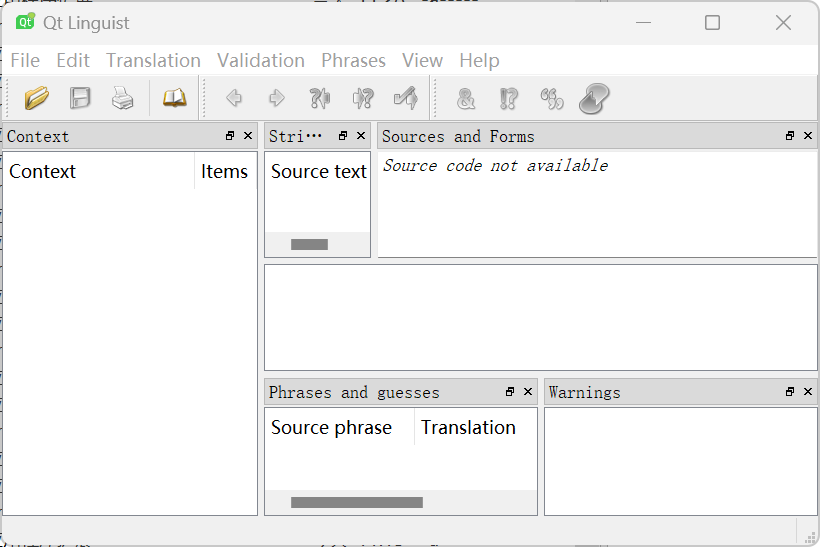 Qt Linguist
File Edit Translation Validation Phrases View Help
Context
Stri···
Sources and Forms
Context Items
Source text
Source code not available
Phrases and guesses
Warnings
Source phrase Translation